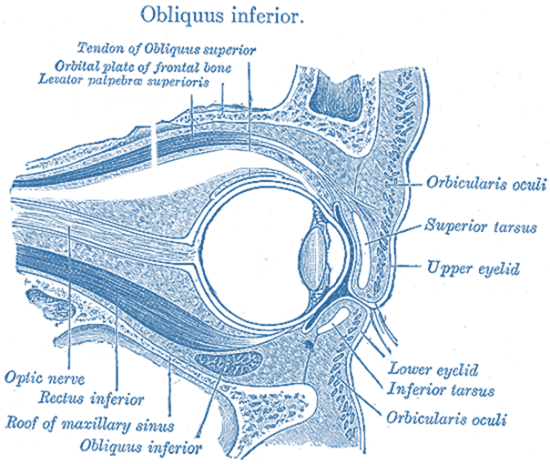 Obliquus inferior.
Tendon of Obliquus superior
Orbital plate of frontal bone
Levator palpebræ superioris
Orbicularis oculi
Superior tarsus
Upper eyelid
Lower eyelid
Inferior tarsus
Orbicularis oculi
Optic nerve
Rectus inferior
Roof of maxillary sinus
Obliquus inferior